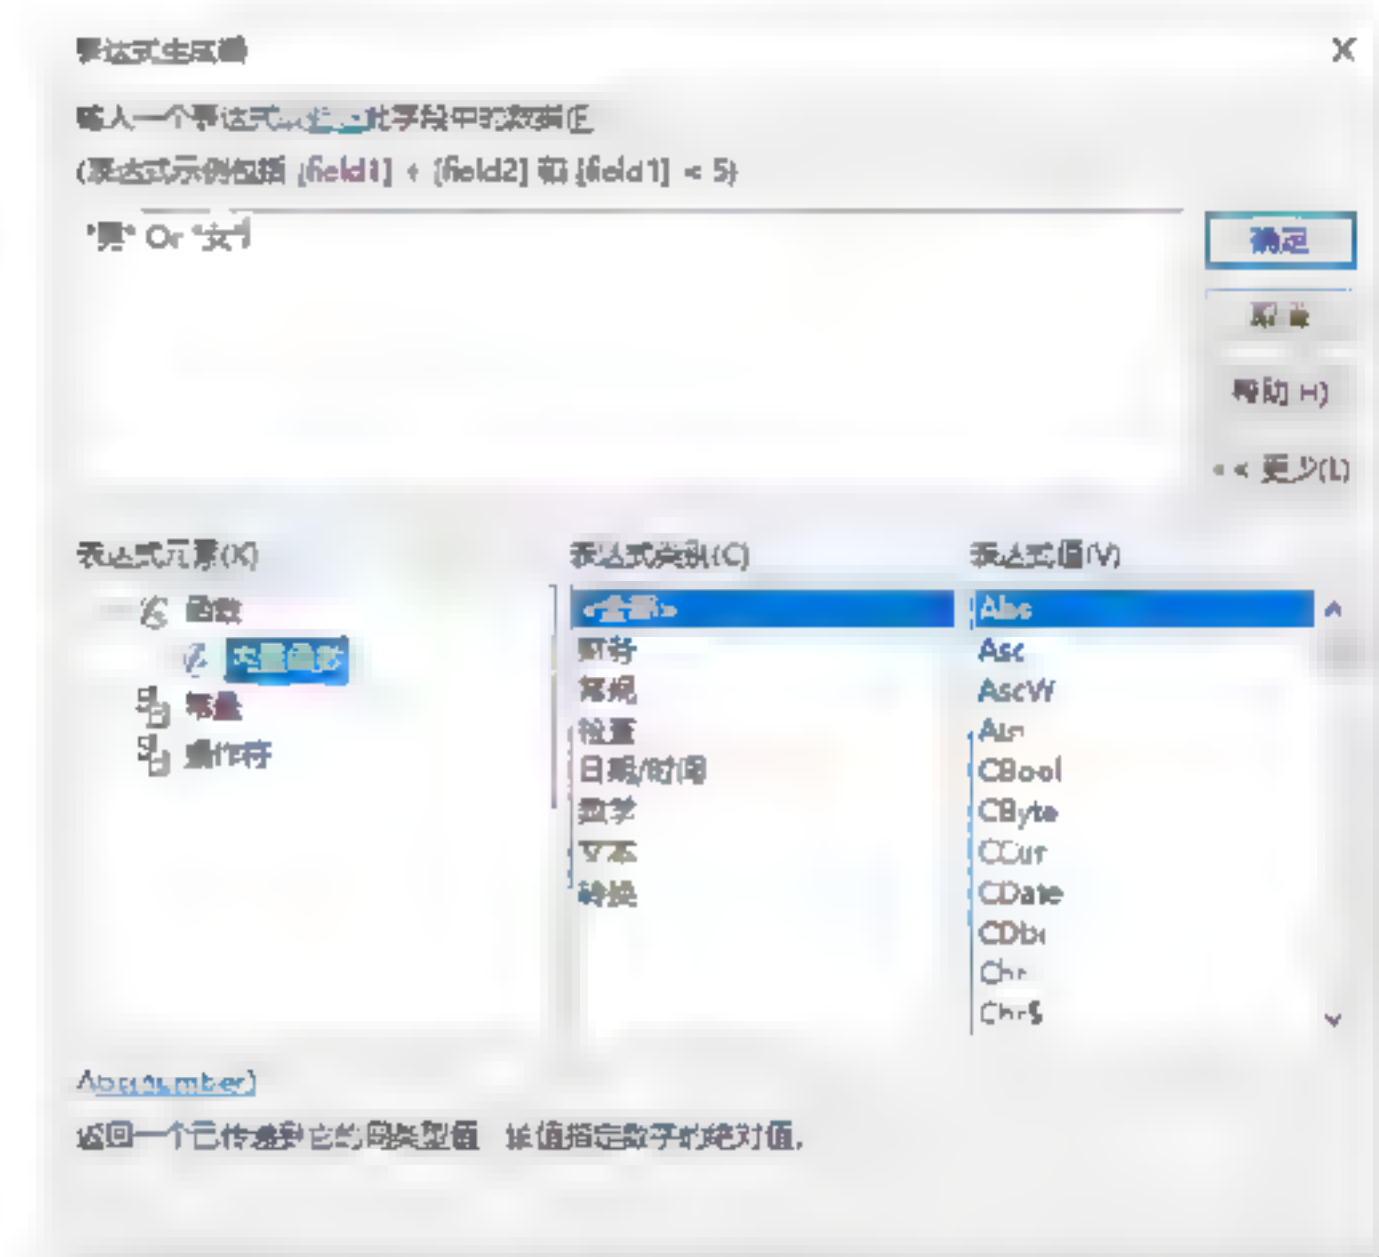 表达式生成器
输入一个表达式以验证此字段中的数据(E
(表达式示例包括 [field1] + [field2] 和 [field1] < 5)
"男" Or "女"
确定
取消
帮助(H)
<< 更少(L)
表达式元素(X)
函数
内置函数
常量
操作符
表达式类别(C)
<全部>
财务
常规
检查
日期/时间
数学
文本
转换
表达式值(V)
Abs
Asc
AscW
Atn
CBool
CByte
CCur
CDate
CDbl
Chr
Chr$
Abs(number)
返回一个已传递到它的同类型值,该值指定数字的绝对值。